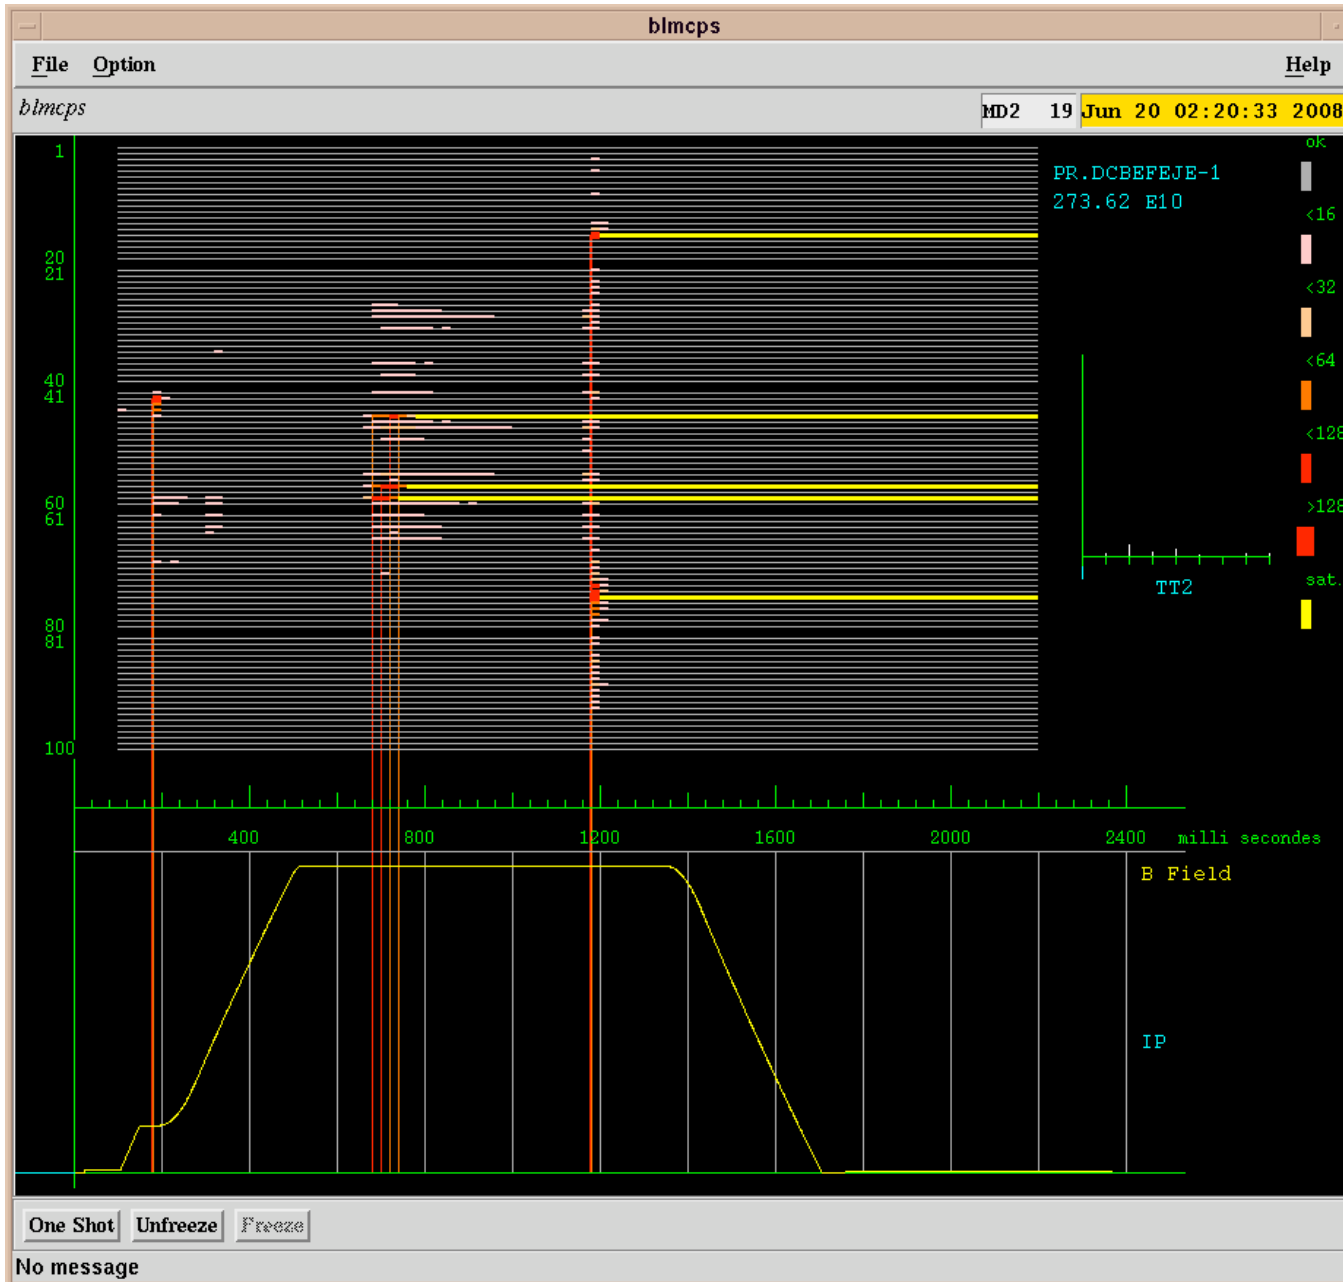 blmcps
File Option Help
blmcps MD2 19 Jun 20 02:20:33 2008
1
20
21
40
41
60
61
80
81
100
PR.DCBEFEJE-1
273.62 E10
ok
<16
<32
<64
<128
>128
sat.
TT2
400 800 1200 1600 2000 2400 milli secondes
B Field
IP
One Shot Unfreeze Freeze
No message